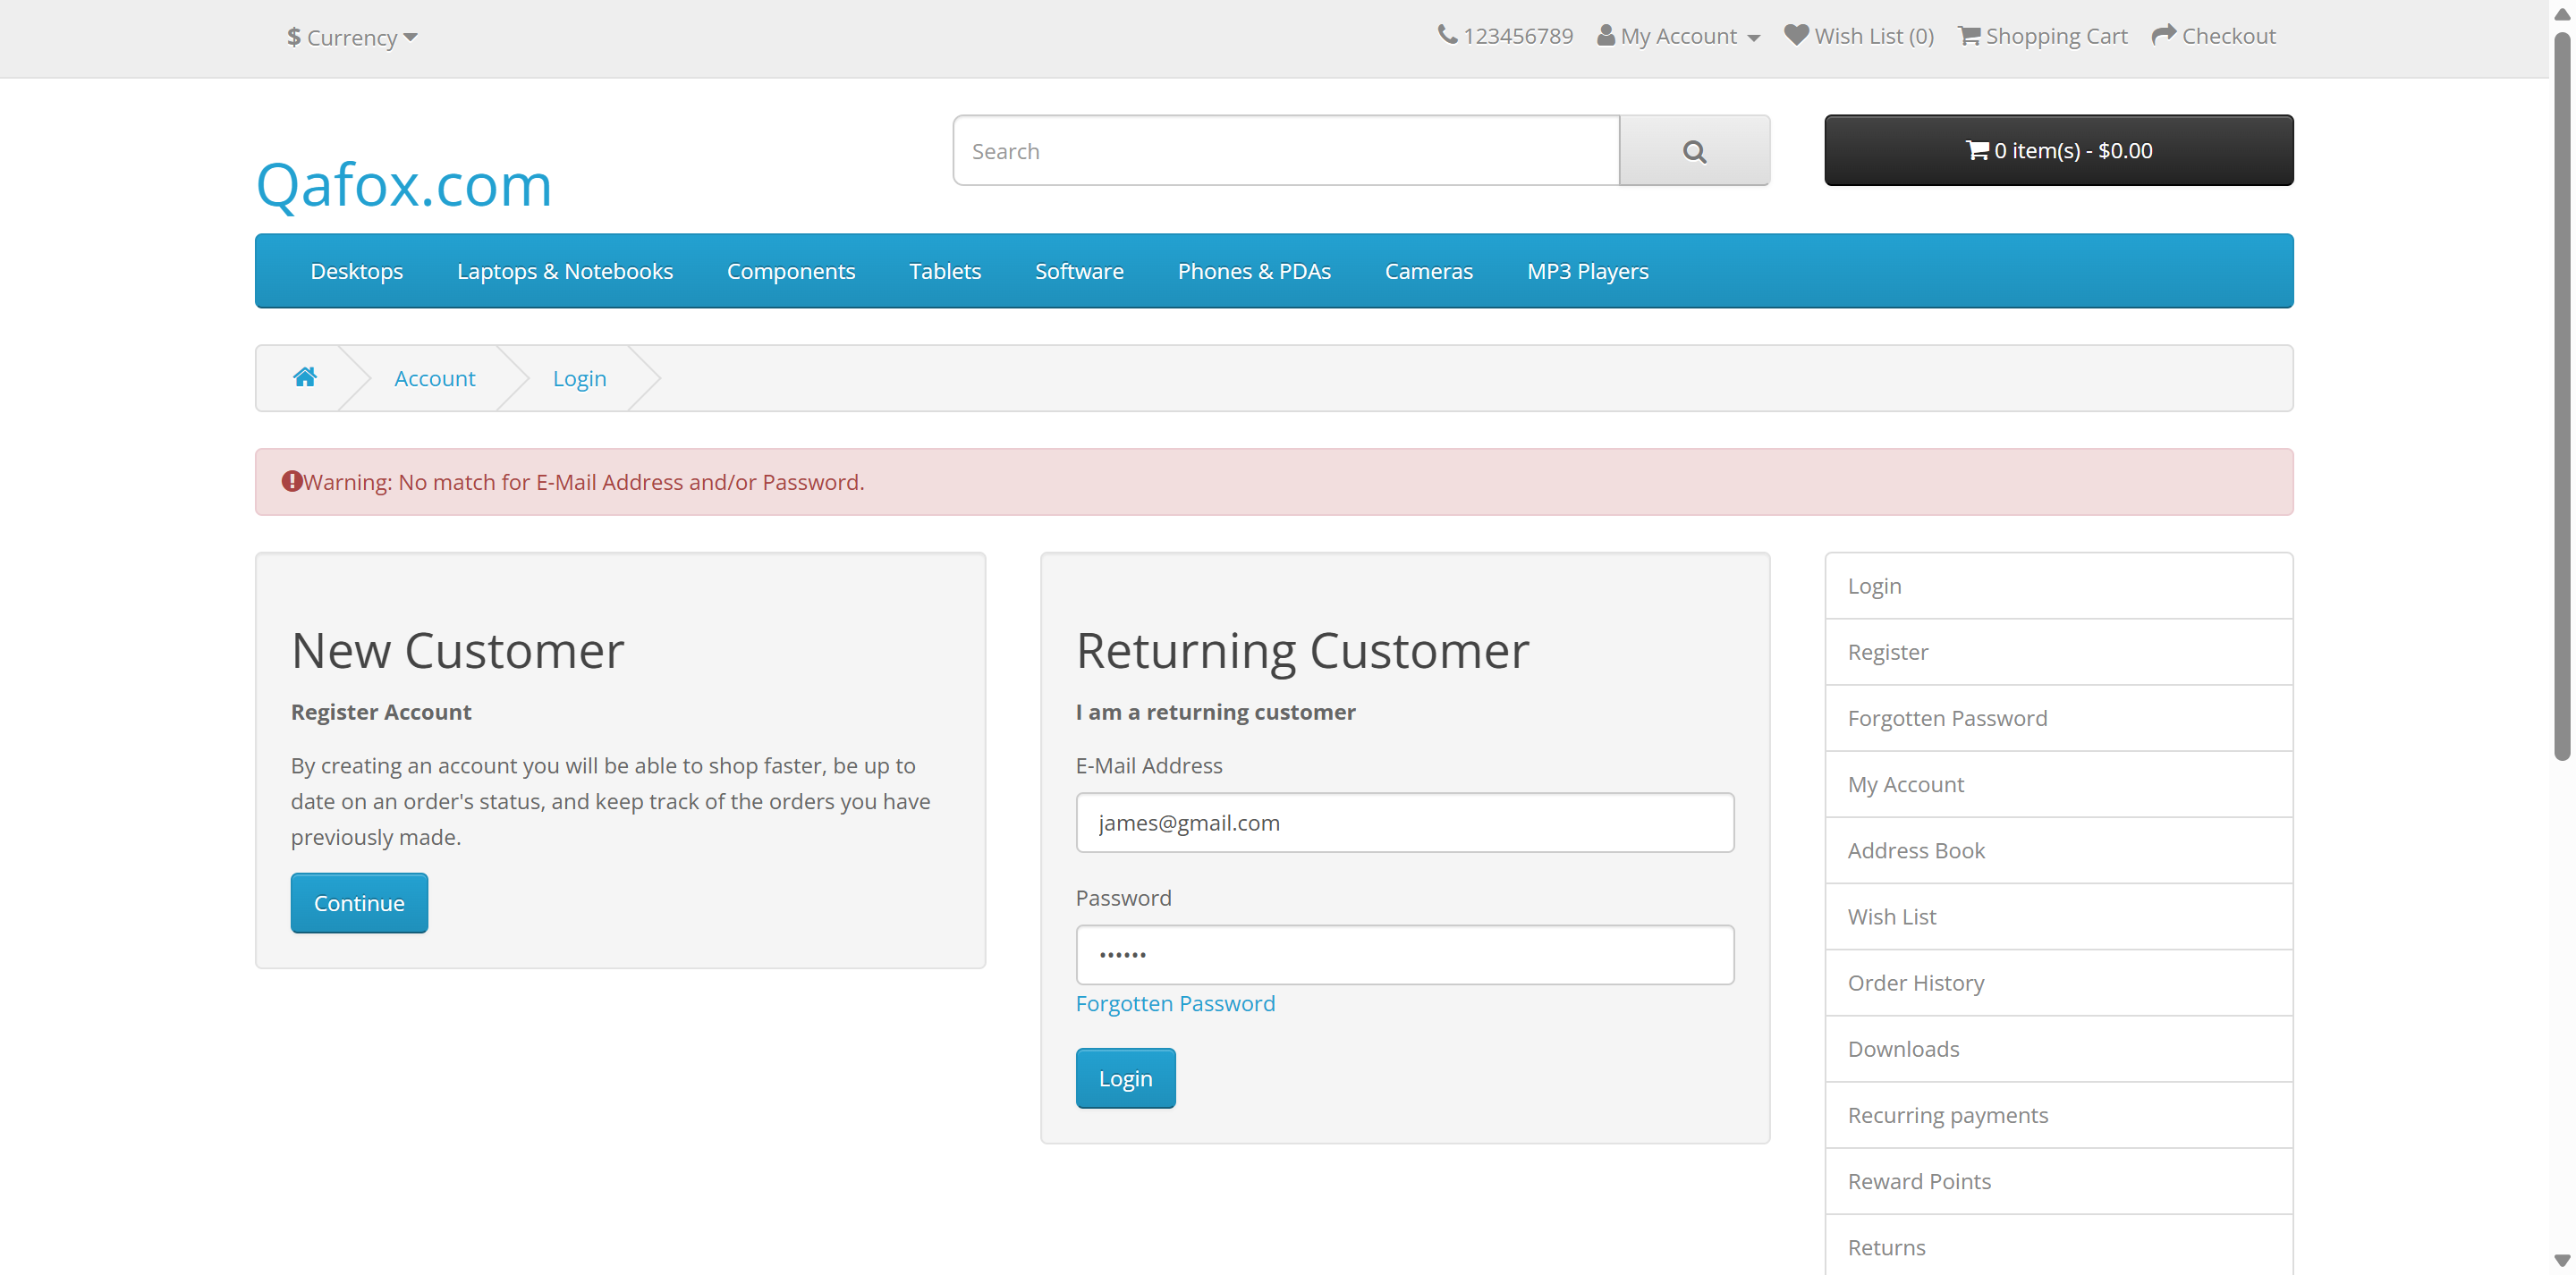 $ Currency
123456789 My Account Wish List (0) Shopping Cart Checkout
Search
0 item(s) - $0.00
Qafox.com
Desktops Laptops & Notebooks Components Tablets Software Phones & PDAs Cameras MP3 Players
Account Login
Warning: No match for E-Mail Address and/or Password.
New Customer
Register Account
By creating an account you will be able to shop faster, be up to
date on an order's status, and keep track of the orders you have
previously made.
Continue
Returning Customer
I am a returning customer
E-Mail Address
james@gmail.com
Password
••••••
Forgotten Password
Login
Login
Register
Forgotten Password
My Account
Address Book
Wish List
Order History
Downloads
Recurring payments
Reward Points
Returns